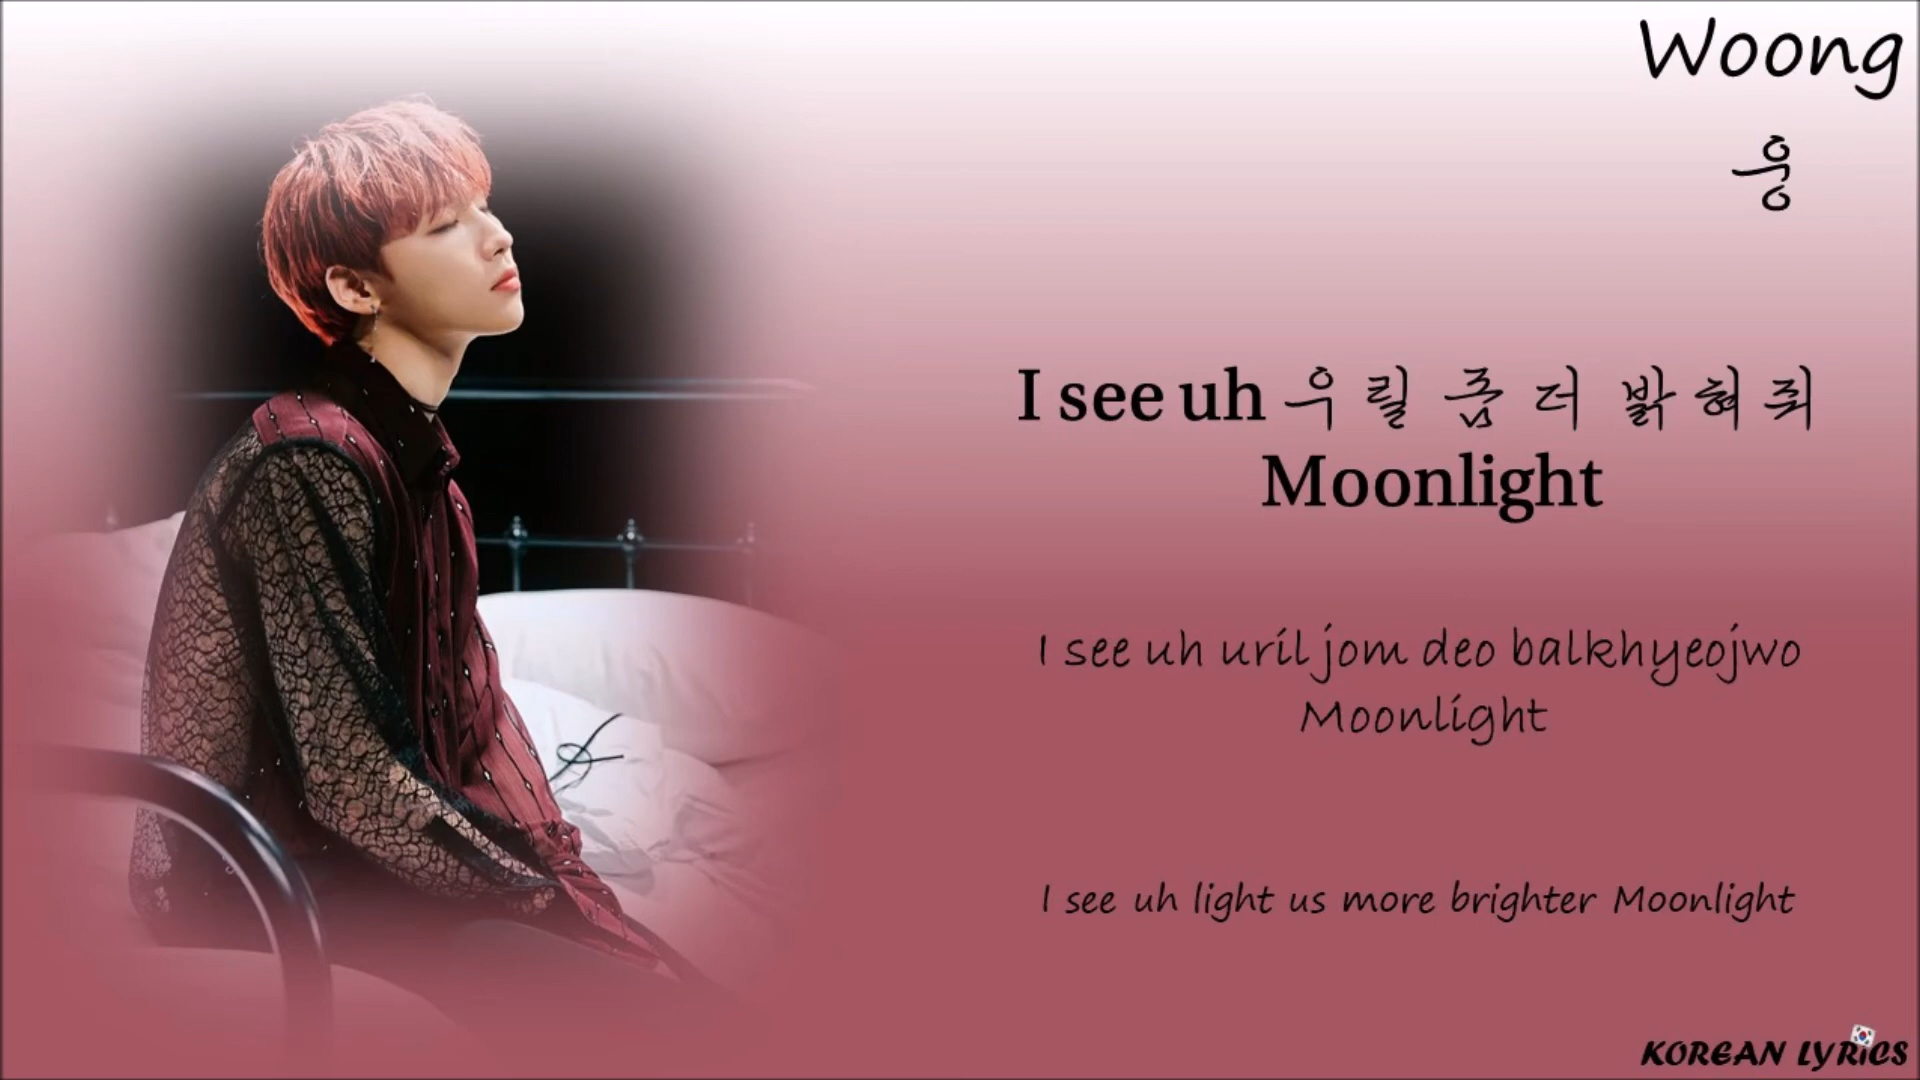 Woong
웅
I see uh 우릴 좀 더 밝혀줘
Moonlight
I see uh uril jom deo balkhyeojwo
Moonlight
I see uh light us more brighter Moonlight
KOREAN LYRICS